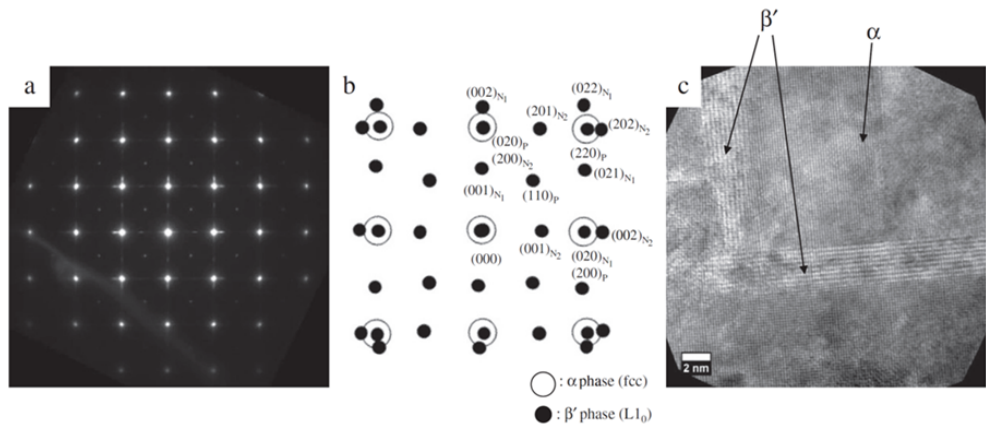 a
b
c
β′
α
(002)N₁
(022)N₁
(201)N₂
(202)N₂
(020)P
(220)P
(200)N₂
(021)N₁
(001)N₁
(110)P
(001)N₂
(002)N₂
(000)
(020)N₁
(200)P
: α phase (fcc)
: β′ phase (L1₀)
2 nm